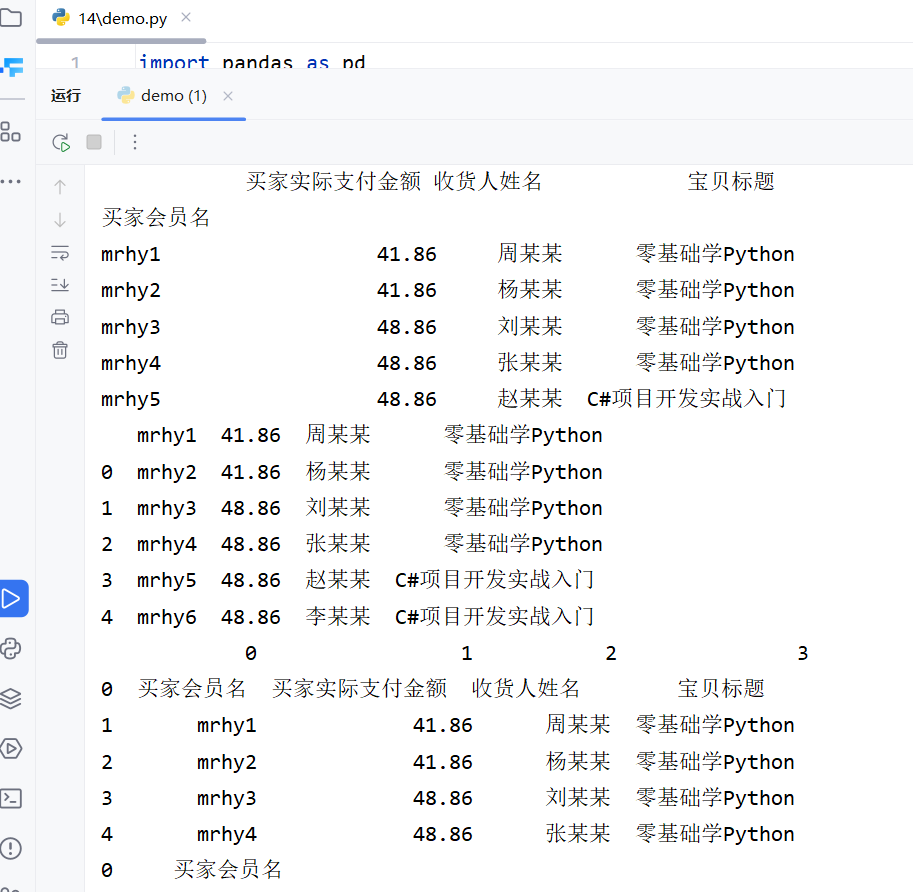 14\demo.py
1 import pandas as pd
运行 demo (1)
买家实际支付金额 收货人姓名 宝贝标题
买家会员名
mrhy1 41.86 周某某 零基础学Python
mrhy2 41.86 杨某某 零基础学Python
mrhy3 48.86 刘某某 零基础学Python
mrhy4 48.86 张某某 零基础学Python
mrhy5 48.86 赵某某 C#项目开发实战入门
mrhy1 41.86 周某某 零基础学Python
0 mrhy2 41.86 杨某某 零基础学Python
1 mrhy3 48.86 刘某某 零基础学Python
2 mrhy4 48.86 张某某 零基础学Python
3 mrhy5 48.86 赵某某 C#项目开发实战入门
4 mrhy6 48.86 李某某 C#项目开发实战入门
0 1 2 3
0 买家会员名 买家实际支付金额 收货人姓名 宝贝标题
1 mrhy1 41.86 周某某 零基础学Python
2 mrhy2 41.86 杨某某 零基础学Python
3 mrhy3 48.86 刘某某 零基础学Python
4 mrhy4 48.86 张某某 零基础学Python
0 买家会员名